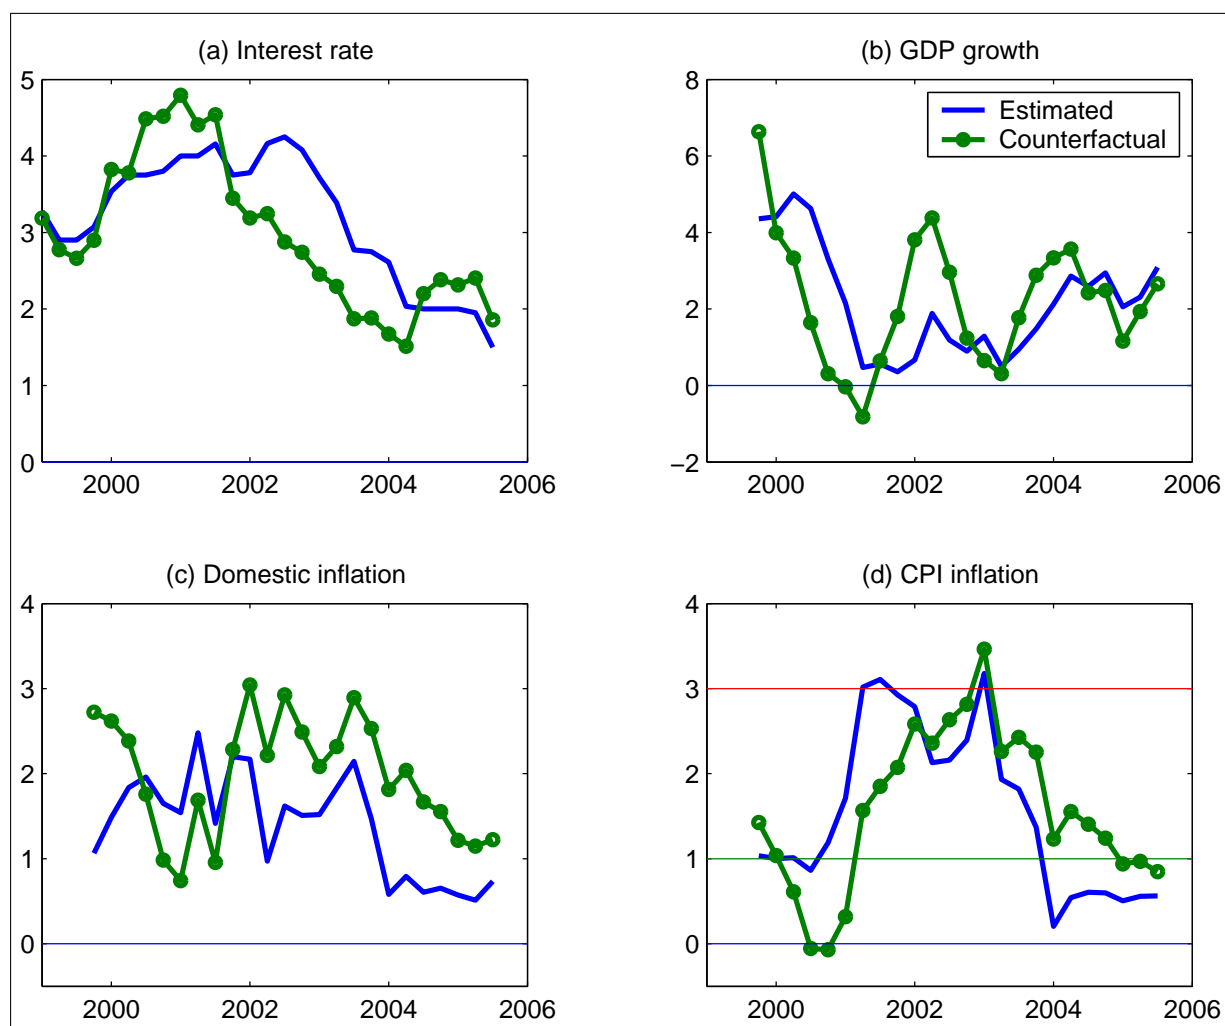 (a) Interest rate
5
4
3
2
1
0
2000 2002 2004 2006
(b) GDP growth
8
6
4
2
0
−2
2000 2002 2004 2006
Estimated
Counterfactual
(c) Domestic inflation
4
3
2
1
0
2000 2002 2004 2006
(d) CPI inflation
4
3
2
1
0
2000 2002 2004 2006